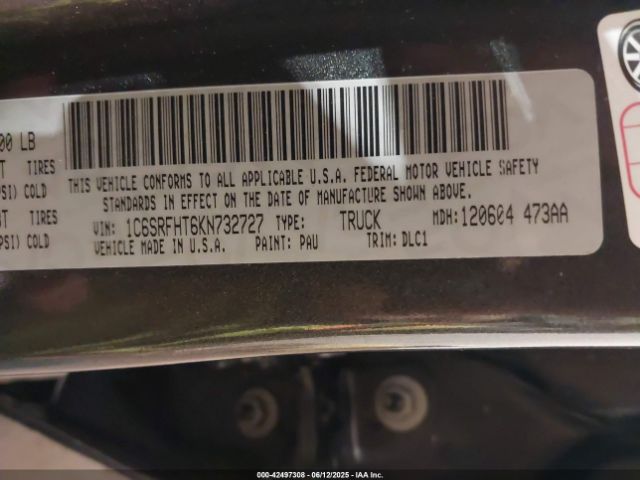 00 LB
TIRES
COLD
TIRES
PSI) COLD
THIS VEHICLE CONFORMS TO ALL APPLICABLE U.S.A. FEDERAL MOTOR VEHICLE SAFETY
STANDARDS IN EFFECT ON THE DATE OF MANUFACTURE SHOWN ABOVE.
VIN: 1C6SRFHT6KN732727 TYPE: TRUCK MDH: 120604 473AA
VEHICLE MADE IN U.S.A. PAINT: PAU TRIM: DLC1
000-42497308 - 06/12/2025 - IAA Inc.